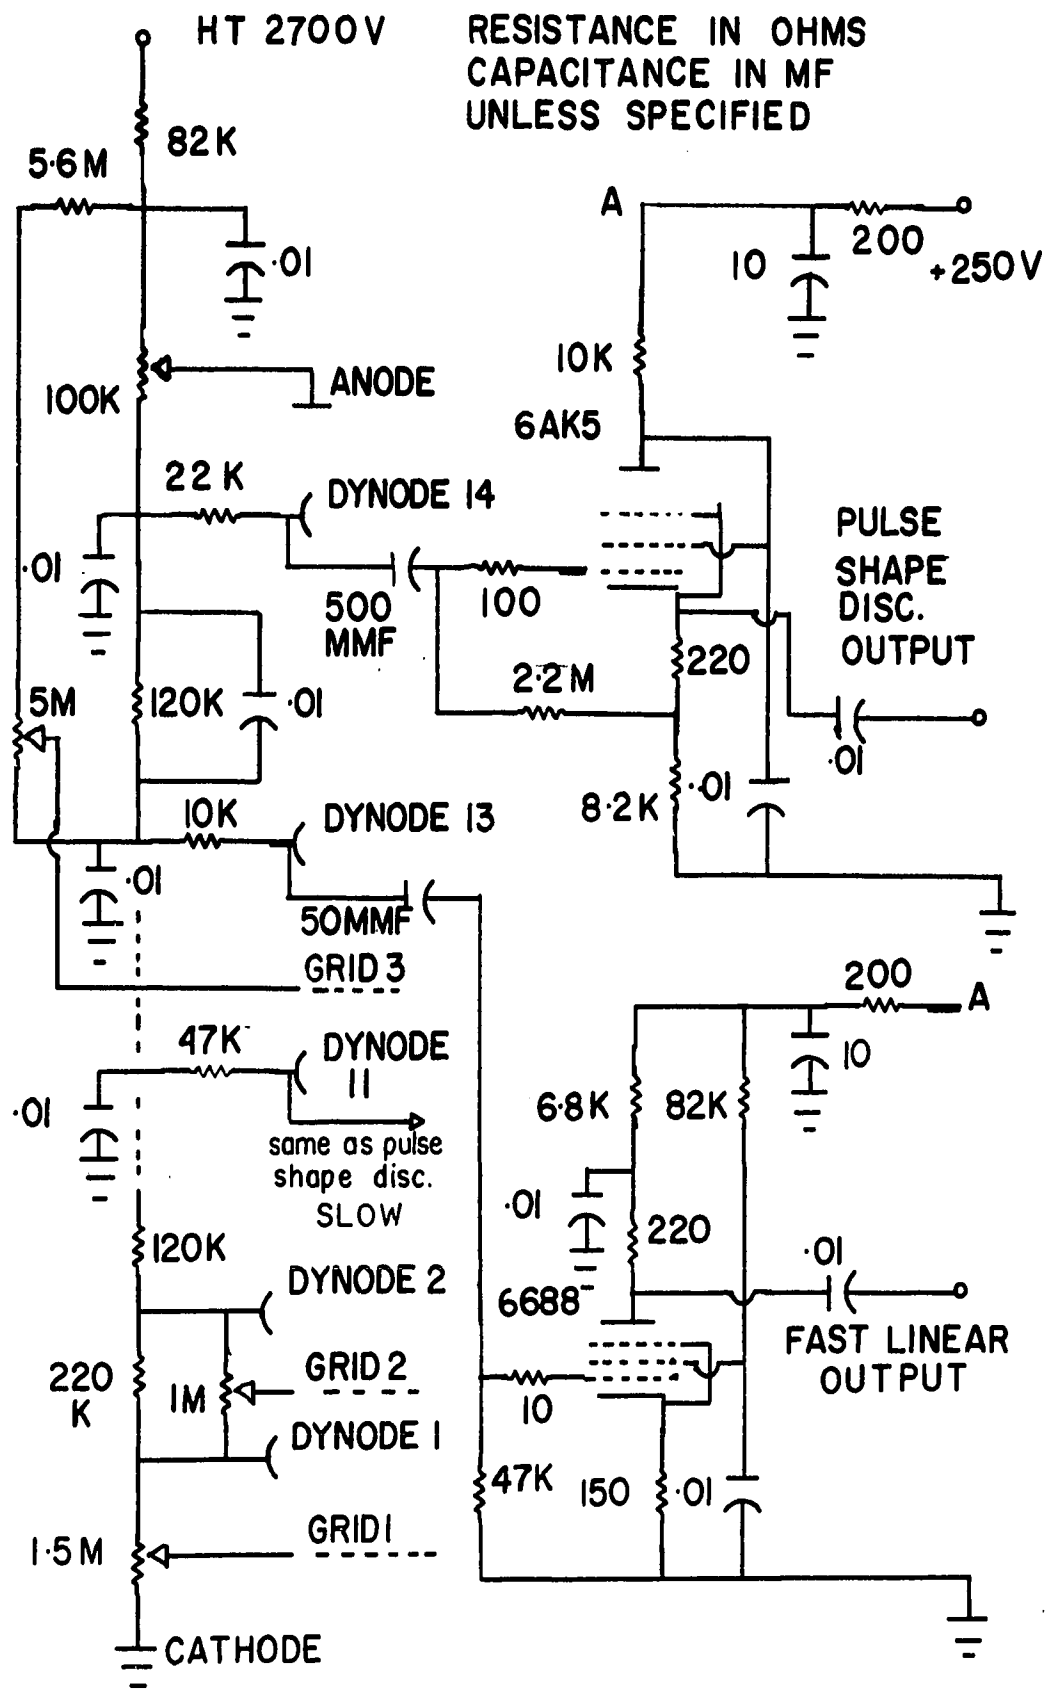 HT 2700V
RESISTANCE IN OHMS
CAPACITANCE IN MF
UNLESS SPECIFIED
82K
5.6M
.01
A
200
10
+250V
10K
ANODE
100K
6AK5
22K
DYNODE 14
PULSE
SHAPE
DISC.
OUTPUT
.01
500
MMF
100
220
2.2M
5M
120K
.01
.01
8.2K
.01
10K
DYNODE 13
.01
50MMF
GRID 3
200
A
47K
DYNODE
11
10
.01
6.8K
82K
same as pulse
shape disc.
SLOW
.01
220
120K
.01
DYNODE 2
6688
FAST LINEAR
OUTPUT
220
K
1M
GRID 2
10
DYNODE 1
47K
150
.01
GRID 1
1.5M
CATHODE